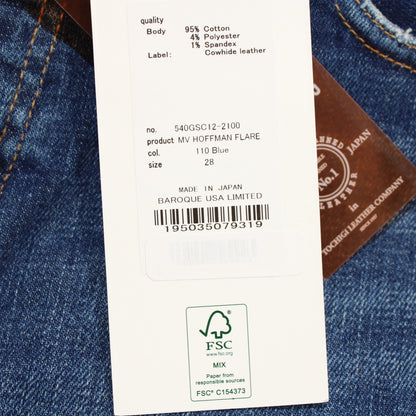 quality
Body 95% Cotton
4% Polyester
1% Spandex
Label: Cowhide leather
no. 540GSC12-2100
product MV HOFFMAN FLARE
col. 110 Blue
size 28
MADE IN JAPAN
BAROQUE USA LIMITED
195035079319
FSC
www.fsc.org
MIX
Paper from
responsible sources
FSC® C154373
JAPAN
No.1
LEATHER
in
TOCHIGI LEATHER COMPANY